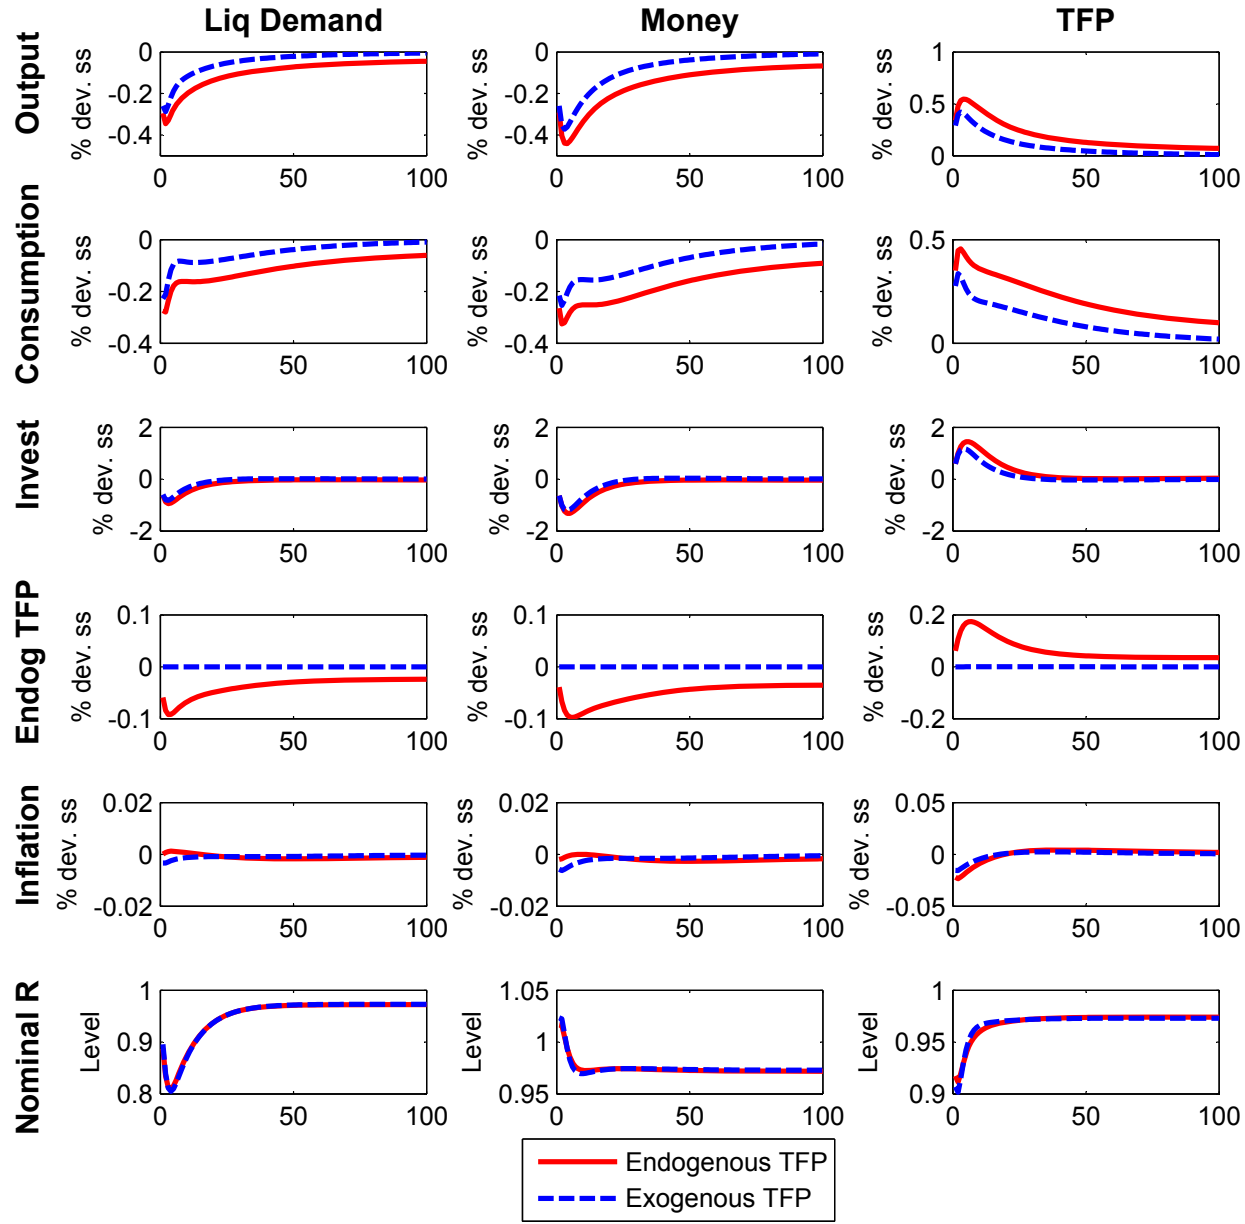 Liq Demand Money TFP
Output
% dev. ss
0
-0.2
-0.4
0 50 100
% dev. ss
0
-0.2
-0.4
0 50 100
% dev. ss
1
0.5
0
0 50 100
Consumption
% dev. ss
0
-0.2
-0.4
0 50 100
% dev. ss
0
-0.2
-0.4
0 50 100
% dev. ss
0.5
0
0 50 100
Invest
% dev. ss
2
0
-2
0 50 100
% dev. ss
2
0
-2
0 50 100
% dev. ss
2
0
-2
0 50 100
Endog TFP
% dev. ss
0.1
0
-0.1
0 50 100
% dev. ss
0.1
0
-0.1
0 50 100
% dev. ss
0.2
0
-0.2
0 50 100
Inflation
% dev. ss
0.02
0
-0.02
0 50 100
% dev. ss
0.02
0
-0.02
0 50 100
% dev. ss
0.05
0
-0.05
0 50 100
Nominal R
Level
1
0.9
0.8
0 50 100
Level
1.05
1
0.95
0 50 100
Level
1
0.95
0.9
0 50 100
Endogenous TFP
Exogenous TFP